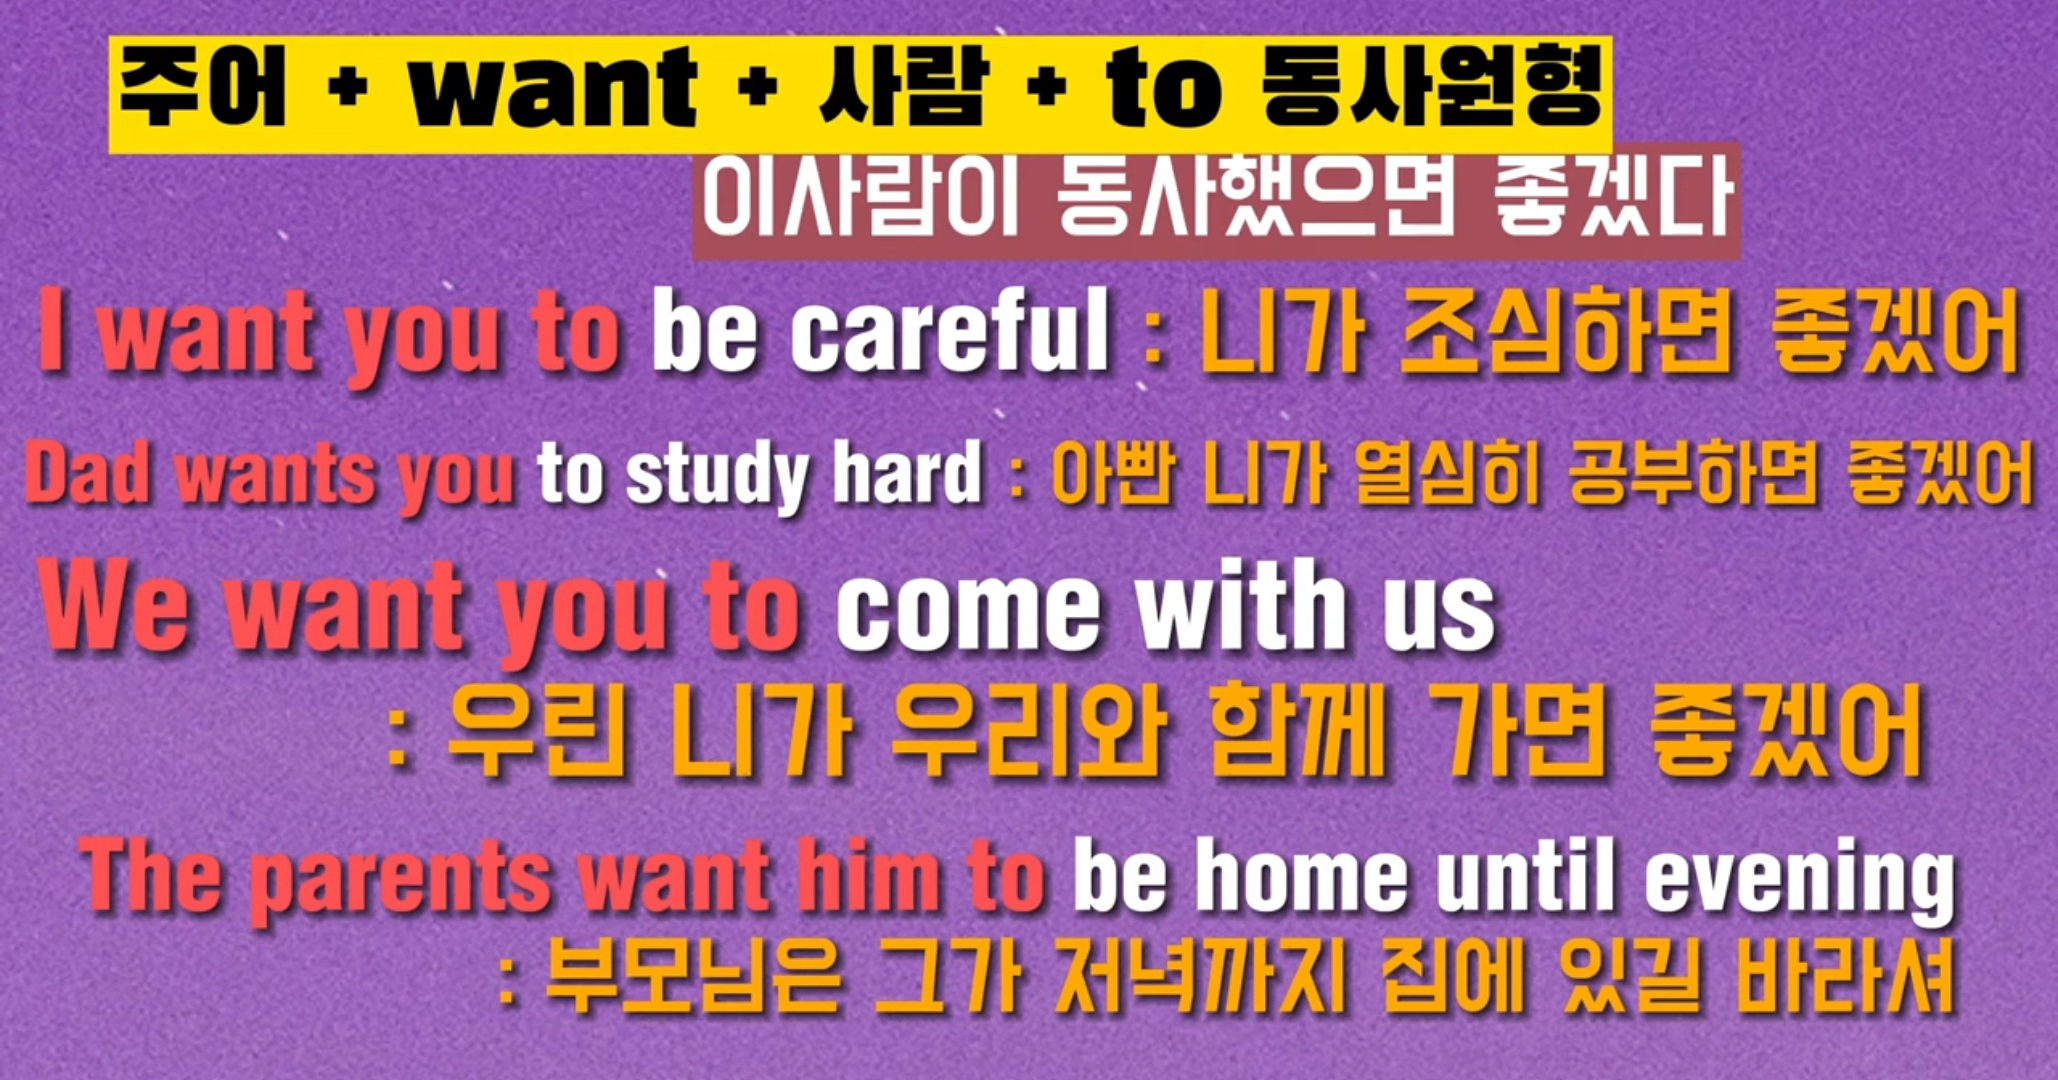 주어 + want + 사람 + to 동사원형
이사람이 동사했으면 좋겠다
I want you to be careful : 니가 조심하면 좋겠어
Dad wants you to study hard : 아빤 니가 열심히 공부하면 좋겠어
We want you to come with us
: 우린 니가 우리와 함께 가면 좋겠어
The parents want him to be home until evening
: 부모님은 그가 저녁까지 집에 있길 바라셔